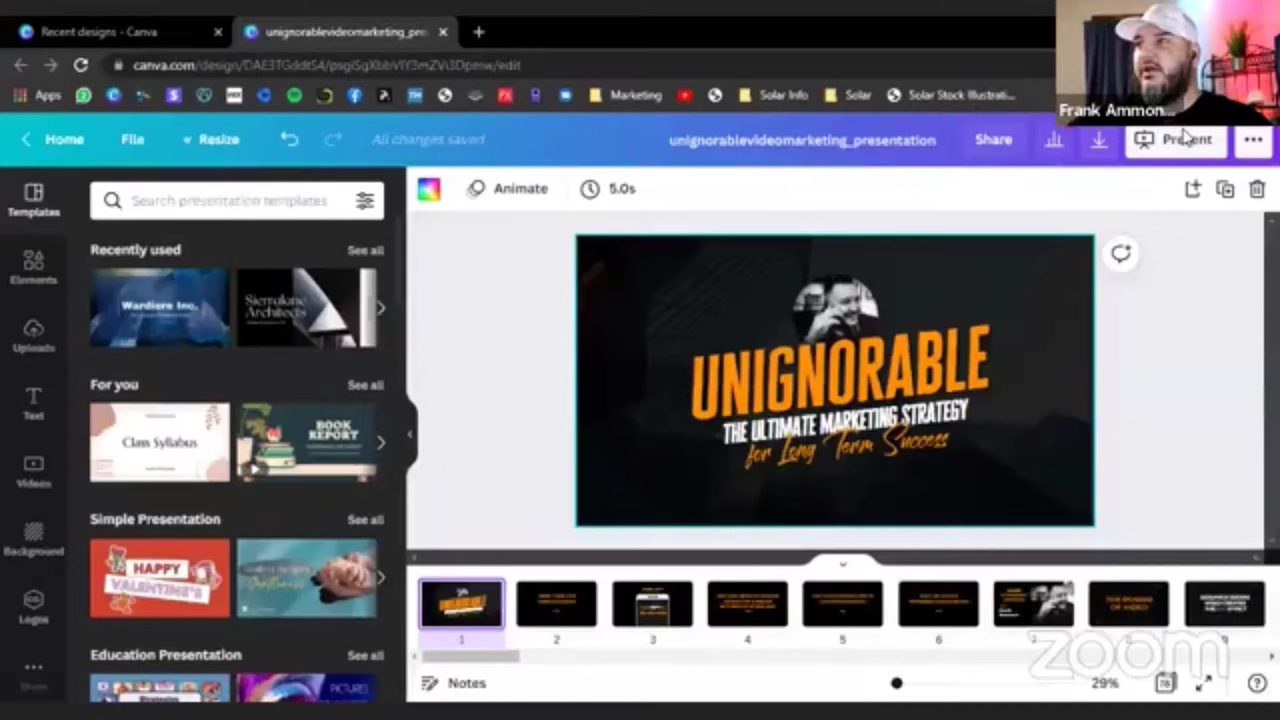 Recent designs - Canva
unignorablevideomarketing_pre
canva.com/design/
Apps
Marketing
Solar Info
Solar
Solar Stock Illustrati...
Frank Ammon...
Home
File
Resize
All changes saved
unignorablevideomarketing_presentation
Share
Present
Templates
Search presentation templates
Animate
5.0s
Recently used
See all
Elements
Wardiere Inc.
Sierralane
Architects
Uploads
For you
See all
Text
Class Syllabus
BOOK
REPORT
Videos
UNIGNORABLE
THE ULTIMATE MARKETING STRATEGY
for Long Term Success
Simple Presentation
See all
Background
HAPPY
VALENTINE'S
Logos
Education Presentation
See all
PICTURES
1
2
3
4
5
6
zoom
Notes
29%